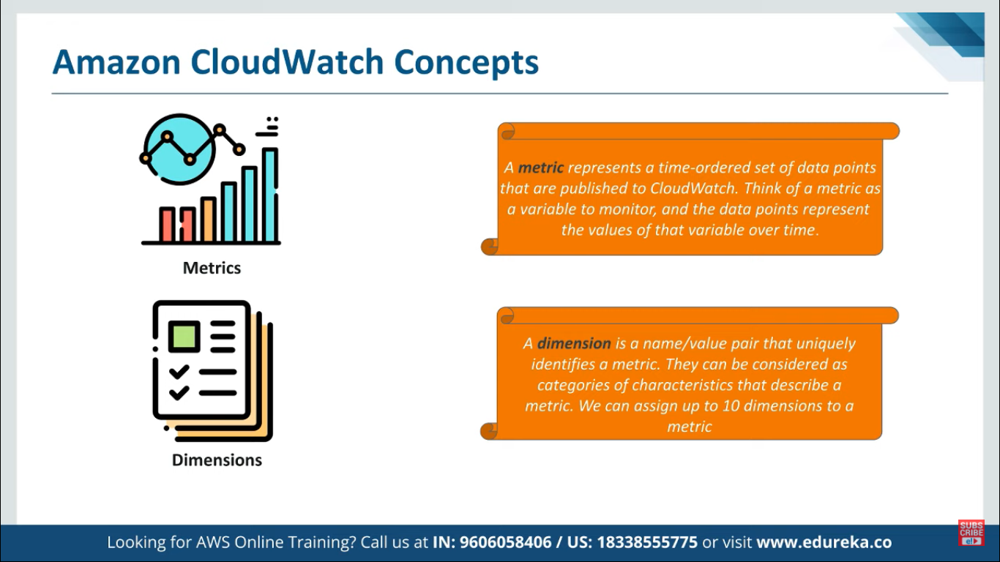 Amazon CloudWatch Concepts
A metric represents a time-ordered set of data points
that are published to CloudWatch. Think of a metric as
a variable to monitor, and the data points represent
the values of that variable over time.
Metrics
A dimension is a name/value pair that uniquely
identifies a metric. They can be considered as
categories of characteristics that describe a
metric. We can assign up to 10 dimensions to a
metric
Dimensions
Looking for AWS Online Training? Call us at IN: 9606058406 / US: 18338555775 or visit www.edureka.co
SUBS
CRIBE
e!